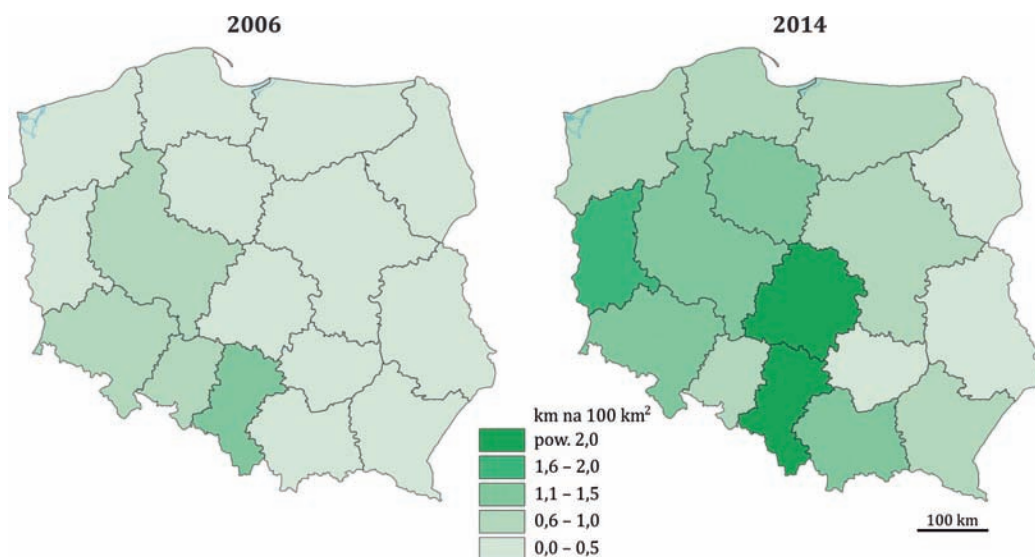 2006
2014
km na 100 km²
pow. 2,0
1,6 – 2,0
1,1 – 1,5
0,6 – 1,0
0,0 – 0,5
100 km